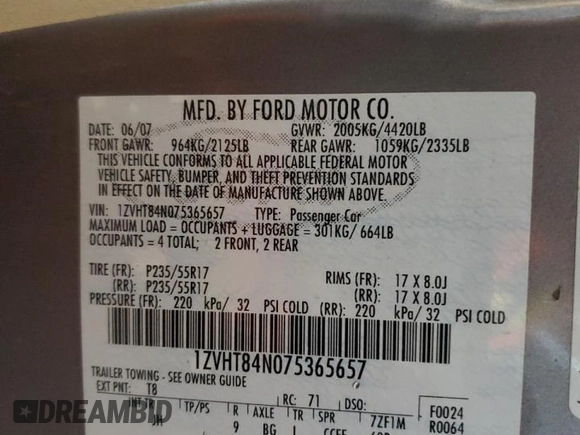 MFD. BY FORD MOTOR CO.
DATE: 06/07 GVWR: 2005KG/4420LB
FRONT GAWR: 964KG/2125LB REAR GAWR: 1059KG/2335LB
THIS VEHICLE CONFORMS TO ALL APPLICABLE FEDERAL MOTOR
VEHICLE SAFETY, BUMPER, AND THEFT PREVENTION STANDARDS
IN EFFECT ON THE DATE OF MANUFACTURE SHOWN ABOVE.
VIN: 1ZVHT84N075365657 TYPE: Passenger Car
MAXIMUM LOAD = OCCUPANTS + LUGGAGE = 301KG/ 664LB
OCCUPANTS = 4 TOTAL; 2 FRONT, 2 REAR
TIRE (FR): P235/55R17 RIMS (FR): 17 X 8.0J
(RR): P235/55R17 (RR): 17 X 8.0J
PRESSURE (FR): 220 kPa/ 32 PSI COLD (RR): 220 kPa/ 32 PSI COLD
1ZVHT84N075365657
TRAILER TOWING - SEE OWNER GUIDE
EXT PNT: T8 RC: 71 DSO: F0024
INT TR TP/PS R AXLE TR SPR 7ZF1M R0064
JH 9 BG
DREAMBID